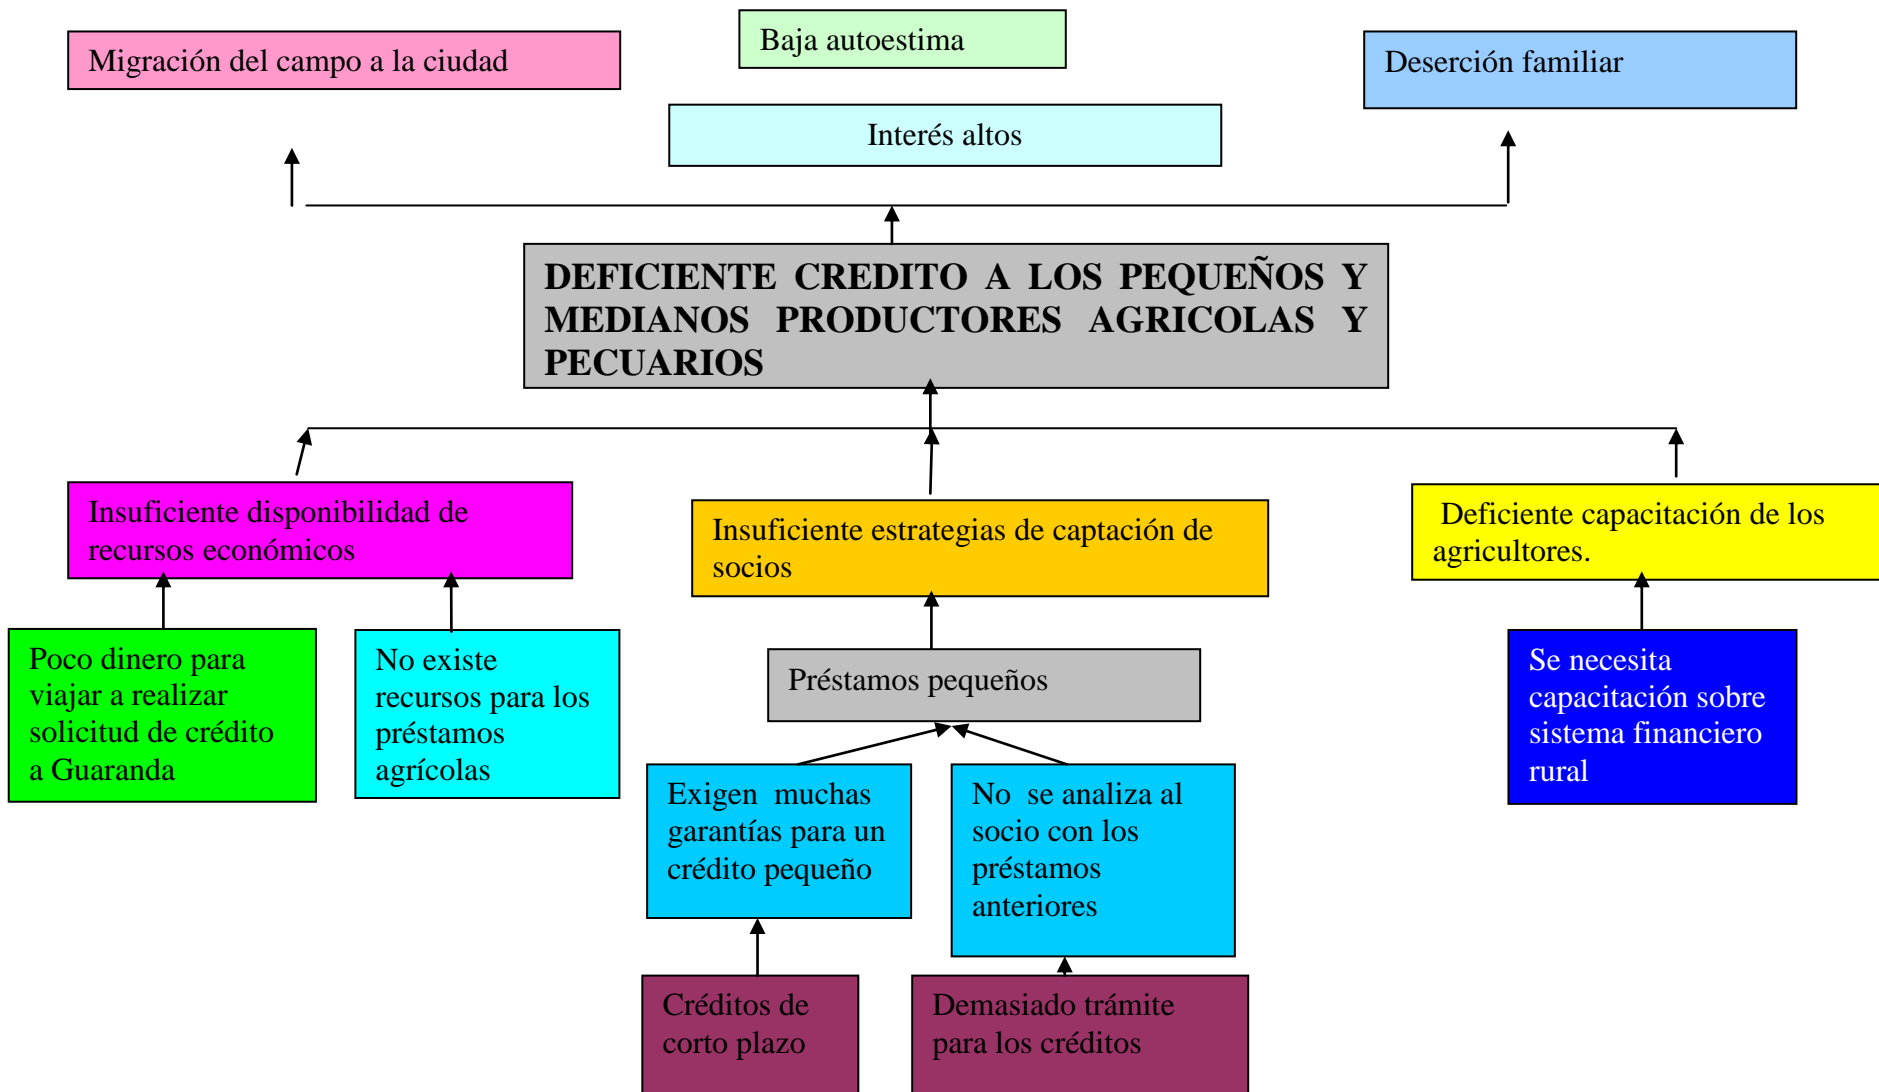 Migración del campo a la ciudad
Baja autoestima
Deserción familiar
Interés altos
DEFICIENTE CREDITO A LOS PEQUEÑOS Y
MEDIANOS PRODUCTORES AGRICOLAS Y
PECUARIOS
Insuficiente disponibilidad de
recursos económicos
Insuficiente estrategias de captación de
socios
Deficiente capacitación de los
agricultores.
Poco dinero para
viajar a realizar
solicitud de crédito
a Guaranda
No existe
recursos para los
préstamos
agrícolas
Préstamos pequeños
Se necesita
capacitación sobre
sistema financiero
rural
Exigen muchas
garantías para un
crédito pequeño
No se analiza al
socio con los
préstamos
anteriores
Créditos de
corto plazo
Demasiado trámite
para los créditos